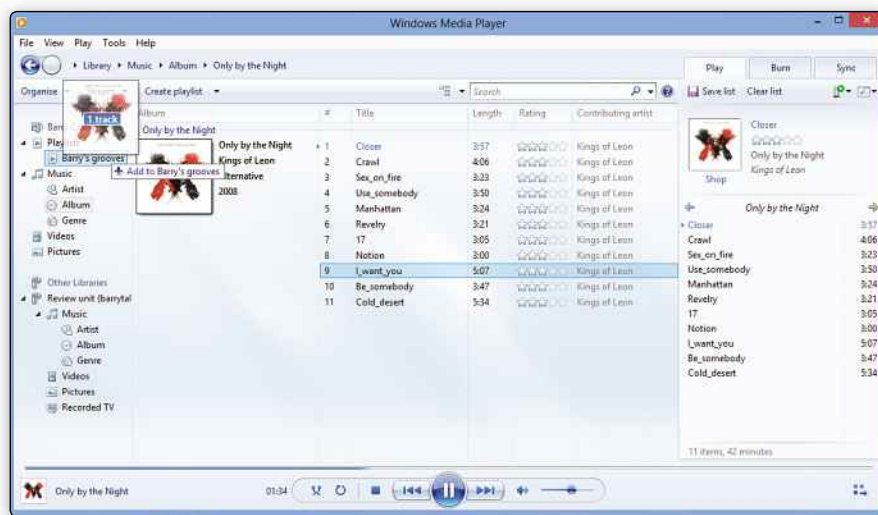 Windows Media Player
File View Play Tools Help
Library Music Album Only by the Night
Play Burn Sync
Organise Create playlist Search Save list Clear list
Album # Title Length Rating Contributing artist
1 track
Only by the Night
Only by the Night
Kings of Leon
Alternative
2008
Barry's grooves
Add to Barry's grooves
Music
Artist
Album
Genre
Videos
Pictures
Other Libraries
Review unit (barrytal
Music
Artist
Album
Genre
Videos
Pictures
Recorded TV
1 Closer 3:57 Kings of Leon
2 Crawl 4:06 Kings of Leon
3 Sex_on_fire 3:23 Kings of Leon
4 Use_somebody 3:50 Kings of Leon
5 Manhattan 3:24 Kings of Leon
6 Revelry 3:21 Kings of Leon
7 17 3:05 Kings of Leon
8 Notion 3:00 Kings of Leon
9 I_want_you 5:07 Kings of Leon
10 Be_somebody 3:47 Kings of Leon
11 Cold_desert 5:34 Kings of Leon
Closer
Only by the Night
Kings of Leon
Shop
Only by the Night
Closer 3:57
Crawl 4:06
Sex_on_fire 3:23
Use_somebody 3:50
Manhattan 3:24
Revelry 3:21
17 3:05
Notion 3:00
I_want_you 5:07
Be_somebody 3:47
Cold_desert 5:34
11 items, 42 minutes
Only by the Night 01:34